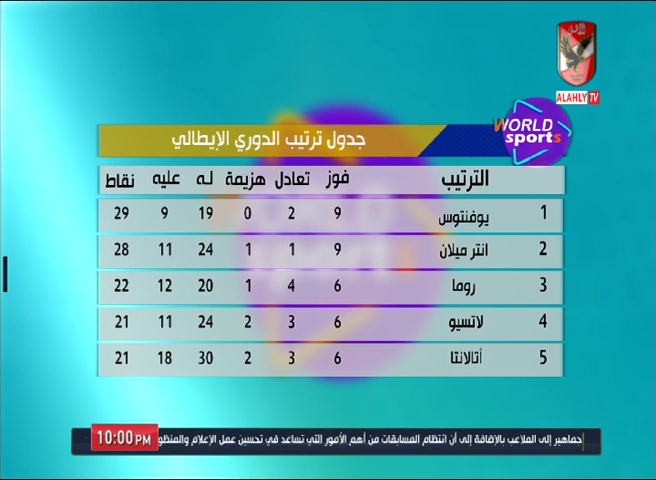 ALAHLY TV
WORLD sports
جدول ترتيب الدوري الإيطالي
الترتيب فوز تعادل هزيمة له عليه نقاط
1 يوفنتوس 9 2 0 19 9 29
2 انتر ميلان 9 1 1 24 11 28
3 روما 6 4 1 20 12 22
4 لاتسيو 6 3 2 24 11 21
5 أتالانتا 6 3 2 30 18 21
جماهير إلى الملاعب بالإضافة إلى أن انتظام المسابقات من أهم الأمور التي تساعد في تحسين عمل الإعلام والمنظو
10:00 PM